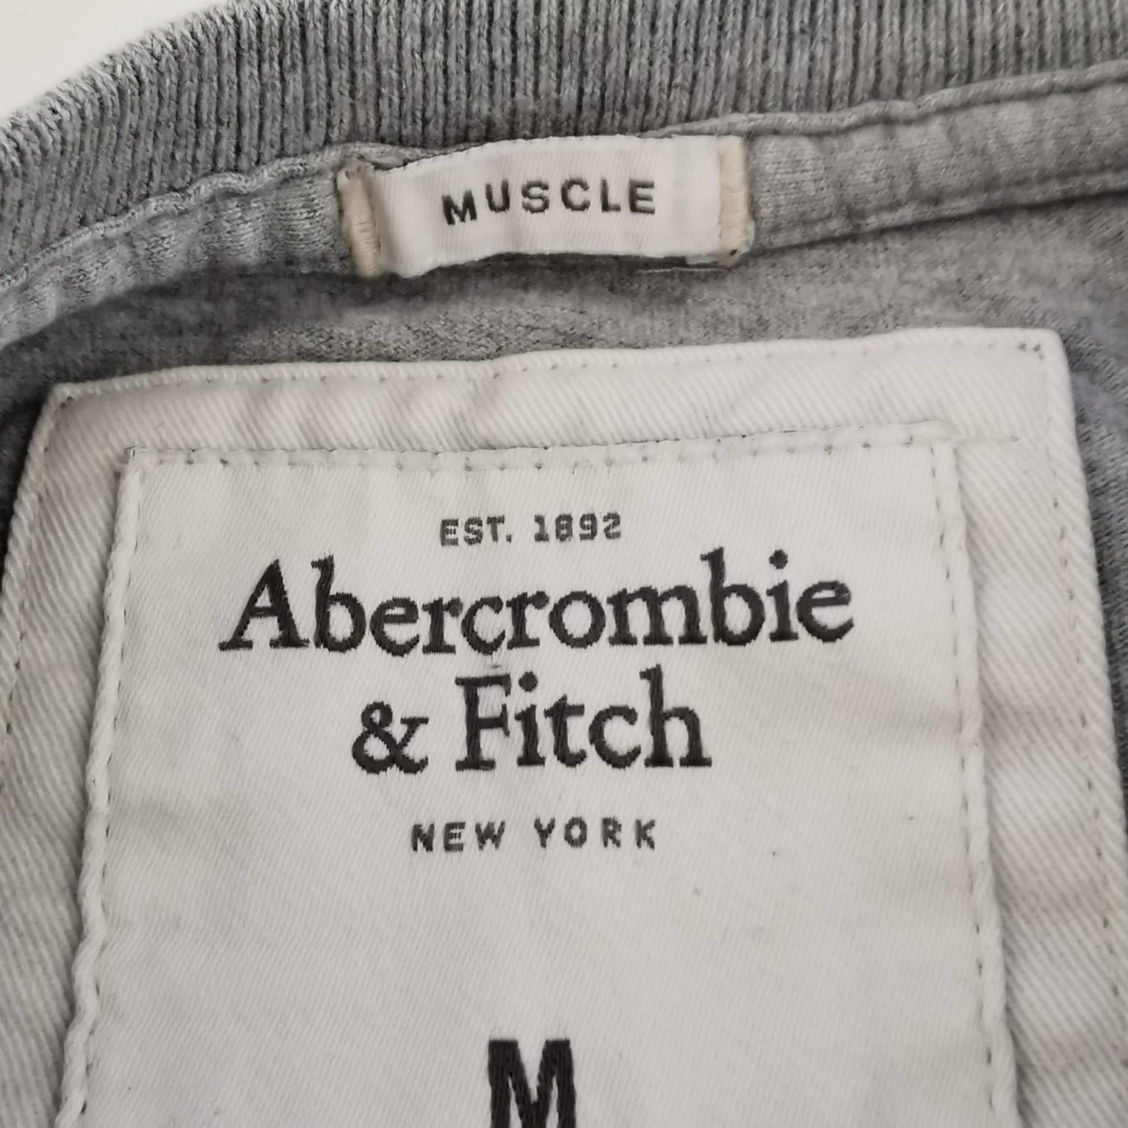 MUSCLE
EST. 1892
Abercrombie
& Fitch
NEW YORK
M